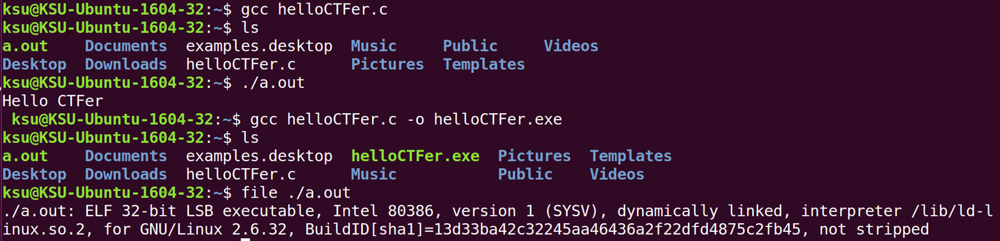 ksu@KSU-Ubuntu-1604-32:~$ gcc helloCTFer.c
ksu@KSU-Ubuntu-1604-32:~$ ls
a.out    Documents  examples.desktop  Music     Public     Videos
Desktop  Downloads  helloCTFer.c      Pictures  Templates
ksu@KSU-Ubuntu-1604-32:~$ ./a.out
Hello CTFer
 ksu@KSU-Ubuntu-1604-32:~$ gcc helloCTFer.c -o helloCTFer.exe
ksu@KSU-Ubuntu-1604-32:~$ ls
a.out    Documents  examples.desktop  helloCTFer.exe  Pictures  Templates
Desktop  Downloads  helloCTFer.c      Music           Public    Videos
ksu@KSU-Ubuntu-1604-32:~$ file ./a.out
./a.out: ELF 32-bit LSB executable, Intel 80386, version 1 (SYSV), dynamically linked, interpreter /lib/ld-l
inux.so.2, for GNU/Linux 2.6.32, BuildID[sha1]=13d33ba42c32245aa46436a2f22dfd4875c2fb45, not stripped